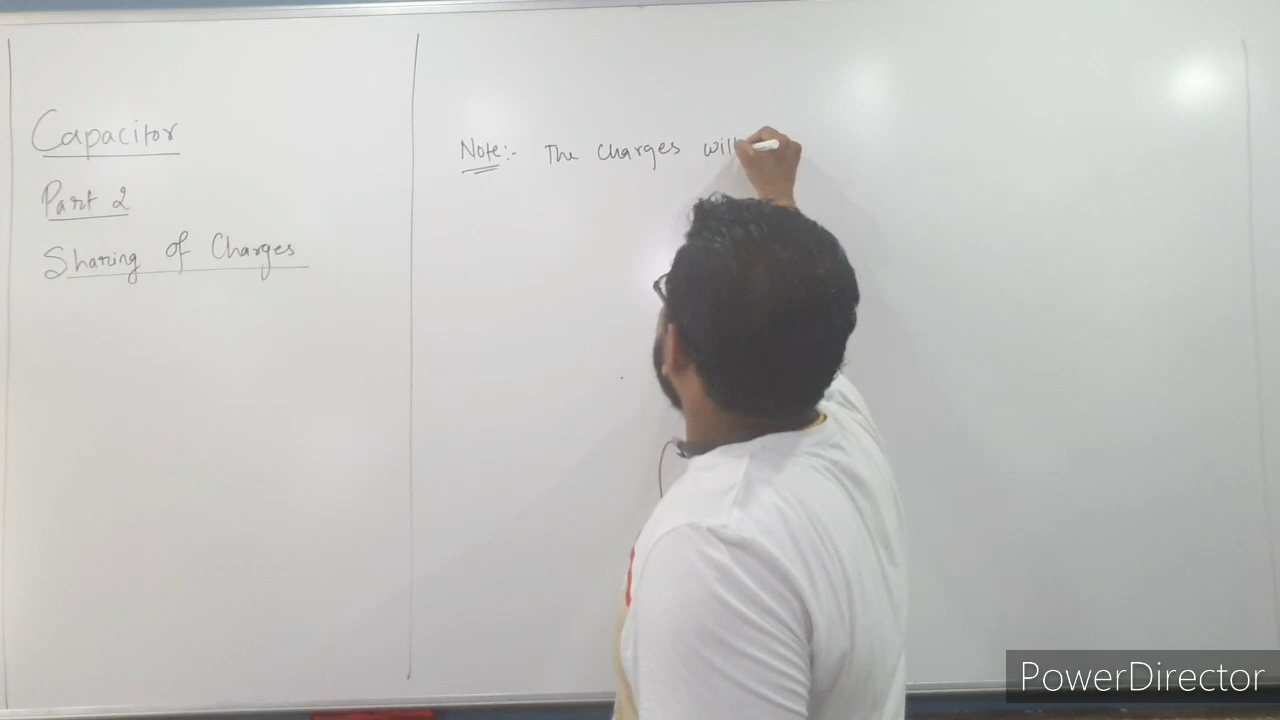 Capacitor
Part 2
Sharing of Charges
Note:- The Charges will
PowerDirector